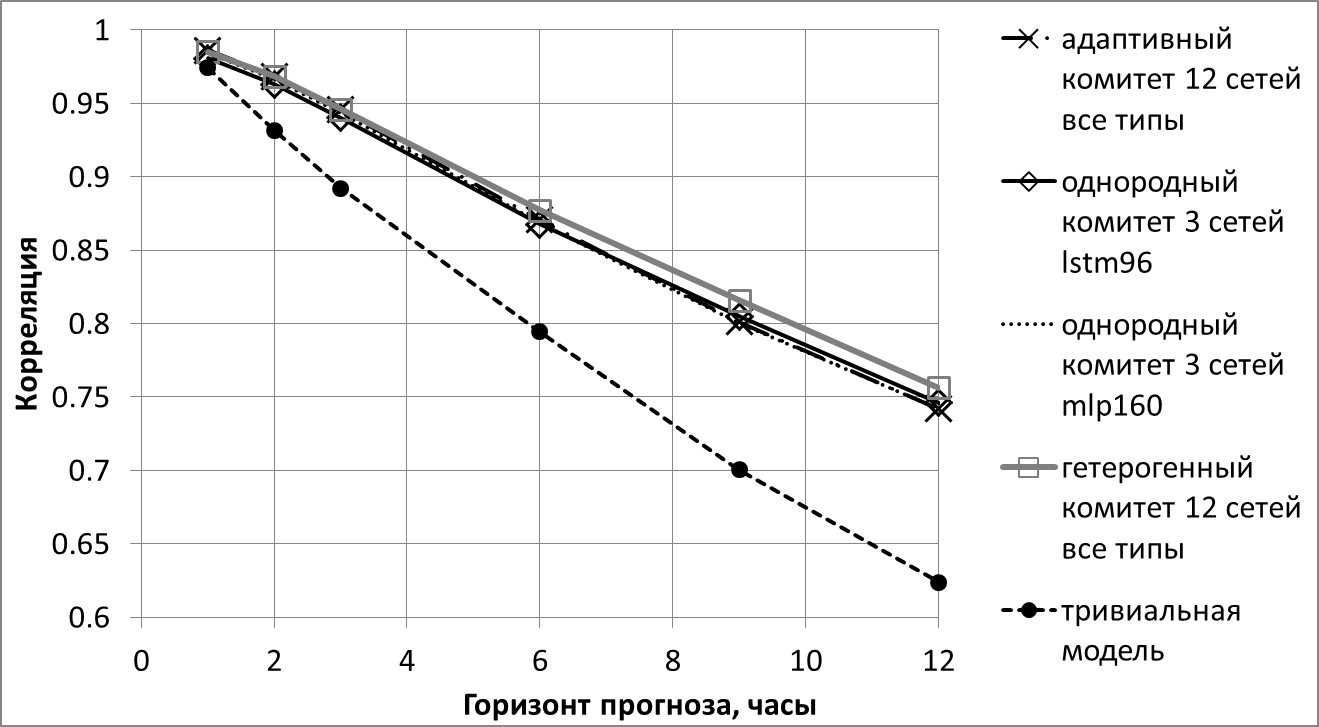 1
0.95
0.9
0.85
0.8
0.75
0.7
0.65
0.6
0
2
4
6
8
10
12
Корреляция
Горизонт прогноза, часы
адаптивный
комитет 12 сетей
все типы
однородный
комитет 3 сетей
lstm96
однородный
комитет 3 сетей
mlp160
гетерогенный
комитет 12 сетей
все типы
тривиальная
модель